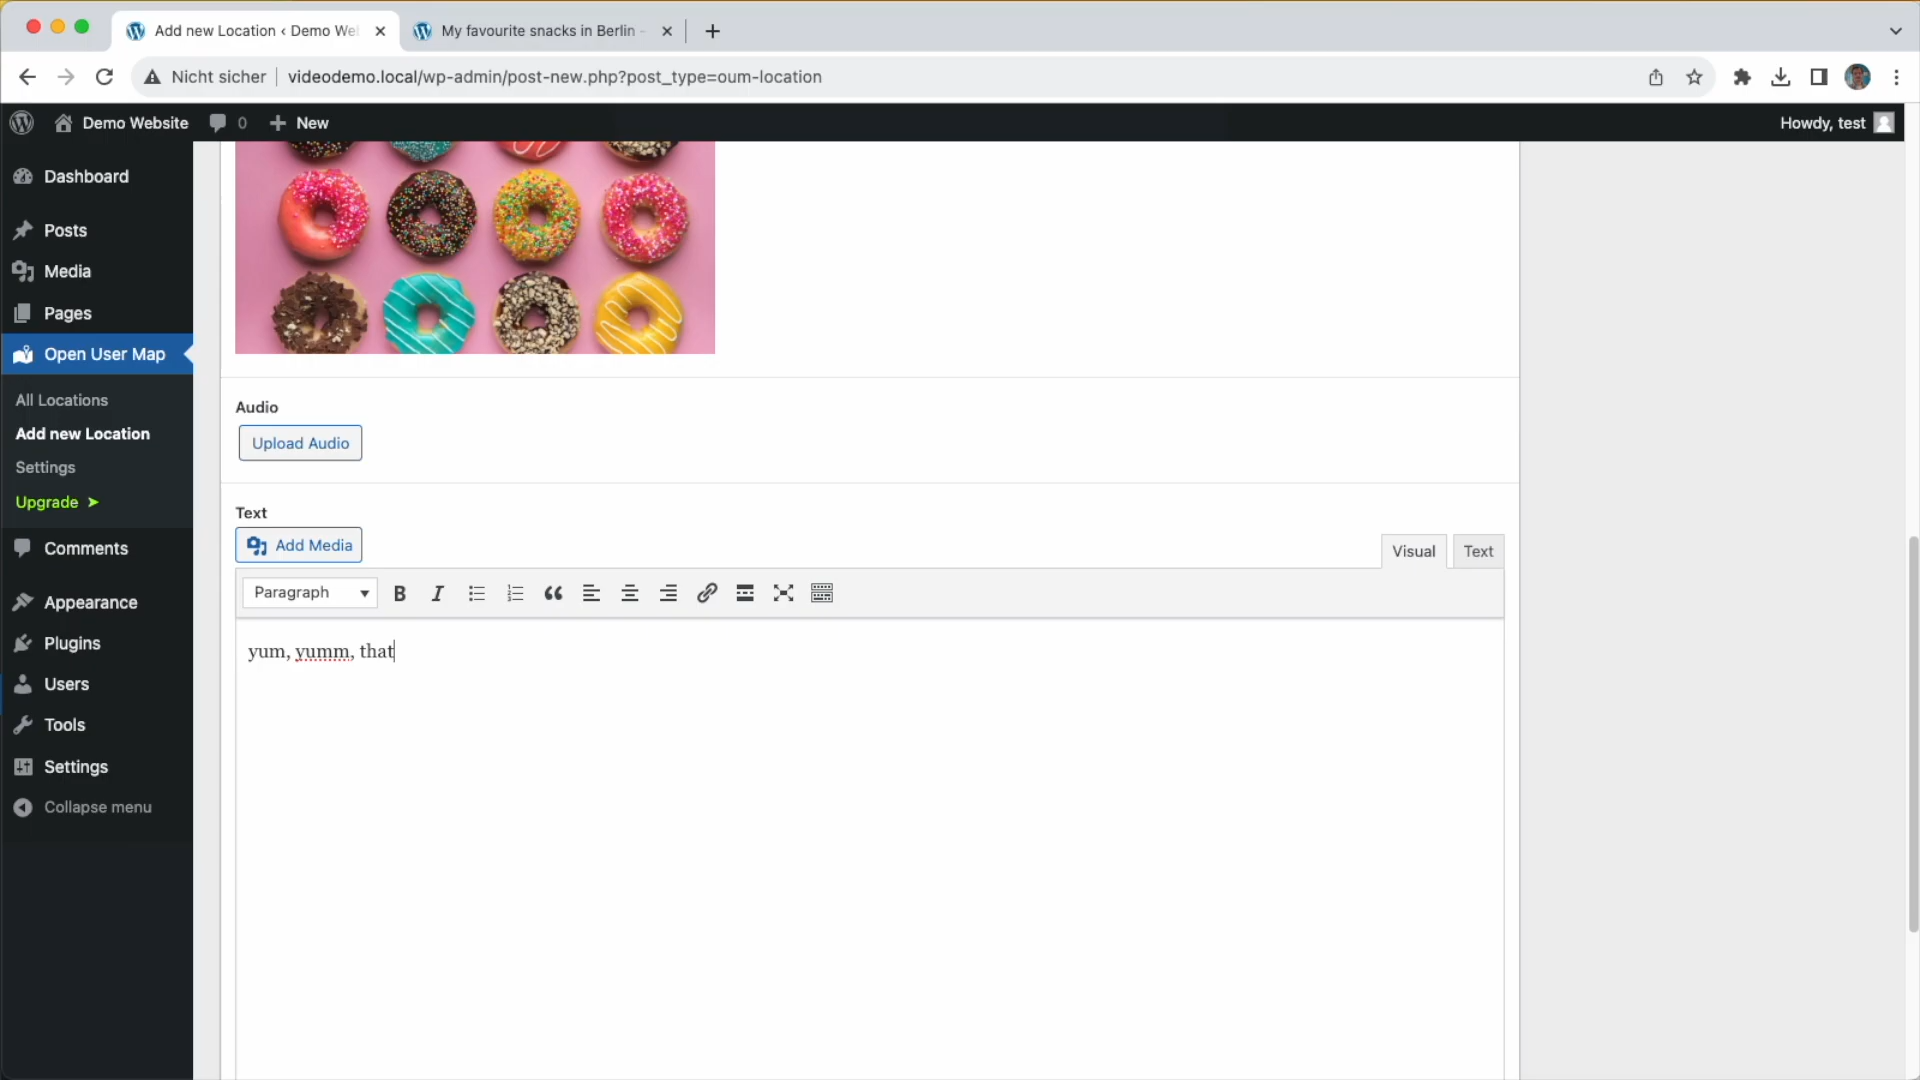 Add new Location ‹ Demo We
My favourite snacks in Berlin -
Nicht sicher
videodemo.local/wp-admin/post-new.php?post_type=oum-location
Demo Website
0
New
Howdy, test
Dashboard
Posts
Media
Pages
Open User Map
All Locations
Add new Location
Settings
Upgrade ➤
Comments
Appearance
Plugins
Users
Tools
Settings
Collapse menu
Audio
Upload Audio
Text
Add Media
Visual
Text
Paragraph
yum, yumm, that